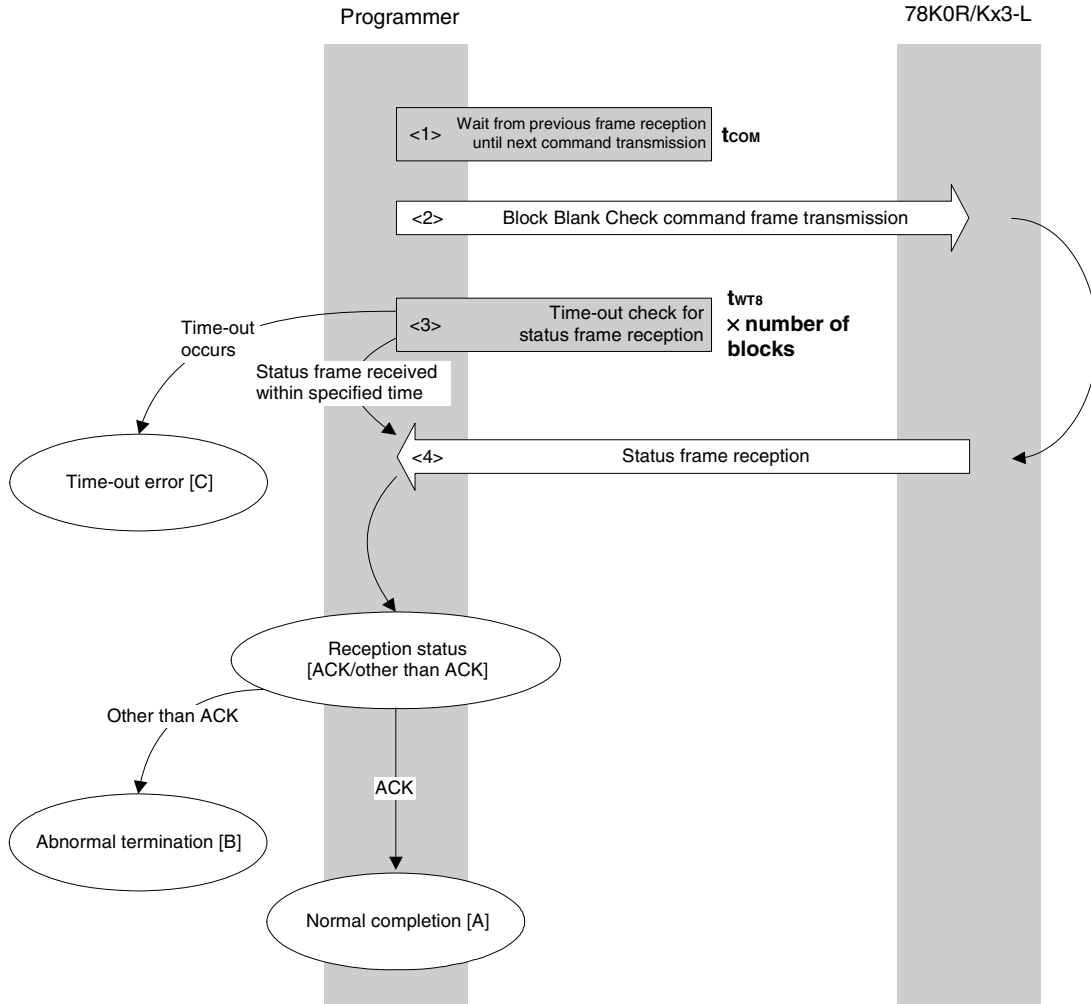 Programmer
78K0R/Kx3-L
<1> Wait from previous frame reception
until next command transmission
tCOM
<2> Block Blank Check command frame transmission
<3> Time-out check for
status frame reception
tWT8
× number of
blocks
Time-out
occurs
Status frame received
within specified time
<4> Status frame reception
Time-out error [C]
Reception status
[ACK/other than ACK]
Other than ACK
ACK
Abnormal termination [B]
Normal completion [A]